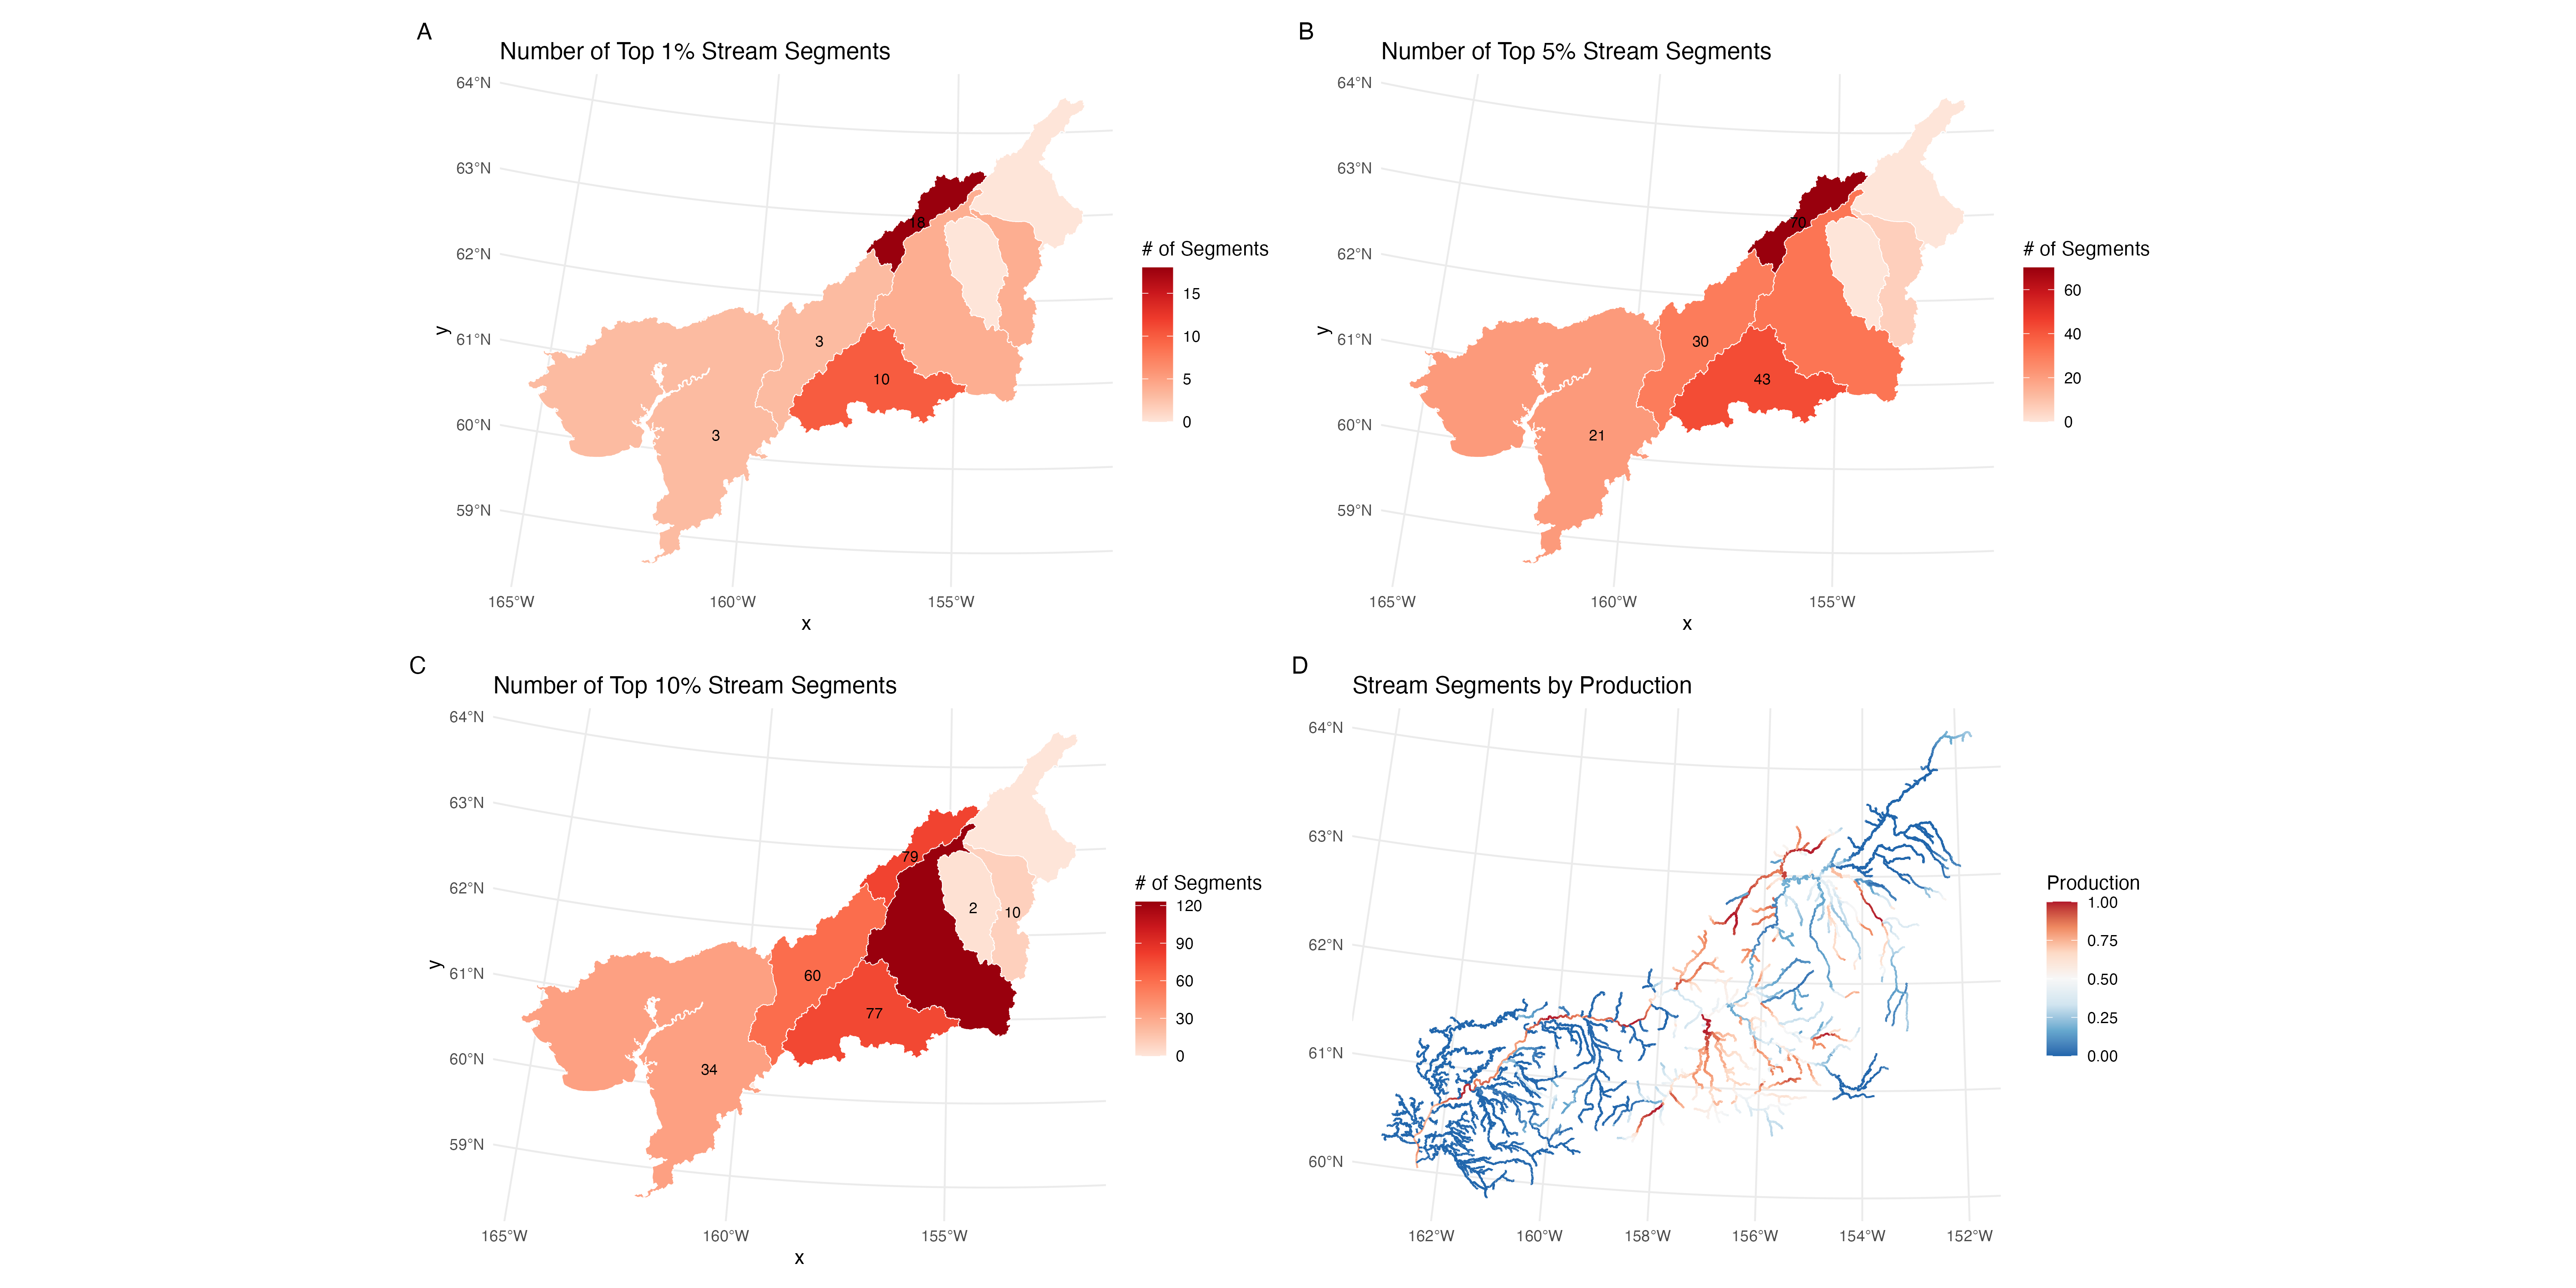 A
Number of Top 1% Stream Segments
64°N
63°N
62°N
61°N
60°N
59°N
y
18
3
10
3
165°W
160°W
155°W
x
# of Segments
15
10
5
0
B
Number of Top 5% Stream Segments
64°N
63°N
62°N
61°N
60°N
59°N
y
70
30
43
21
165°W
160°W
155°W
x
# of Segments
60
40
20
0
C
Number of Top 10% Stream Segments
64°N
63°N
62°N
61°N
60°N
59°N
y
79
2
10
60
77
34
165°W
160°W
155°W
x
# of Segments
120
90
60
30
0
D
Stream Segments by Production
64°N
63°N
62°N
61°N
60°N
162°W
160°W
158°W
156°W
154°W
152°W
Production
1.00
0.75
0.50
0.25
0.00